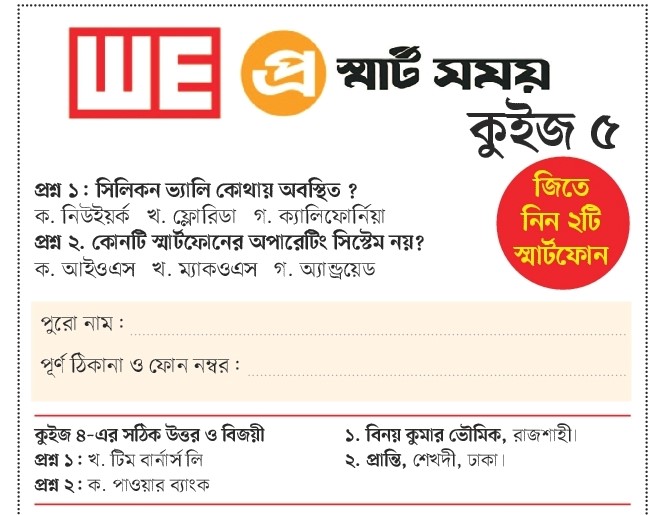 WE প্র স্মার্ট সময়
কুইজ ৫
প্রশ্ন ১ : সিলিকন ভ্যালি কোথায় অবস্থিত ?
ক. নিউইয়র্ক খ. ফ্লোরিডা গ. ক্যালিফোর্নিয়া
প্রশ্ন ২. কোনটি স্মার্টফোনের অপারেটিং সিস্টেম নয়?
ক. আইওএস খ. ম্যাকওএস গ. অ্যান্ড্রয়েড
জিতে
নিন ২টি
স্মার্টফোন
পুরো নাম :
পূর্ণ ঠিকানা ও ফোন নম্বর :
কুইজ ৪-এর সঠিক উত্তর ও বিজয়ী
প্রশ্ন ১ : খ. টিম বার্নার্স লি
প্রশ্ন ২ : ক. পাওয়ার ব্যাংক
১. বিনয় কুমার ভৌমিক, রাজশাহী।
২. প্রান্তি, শেখদী, ঢাকা।